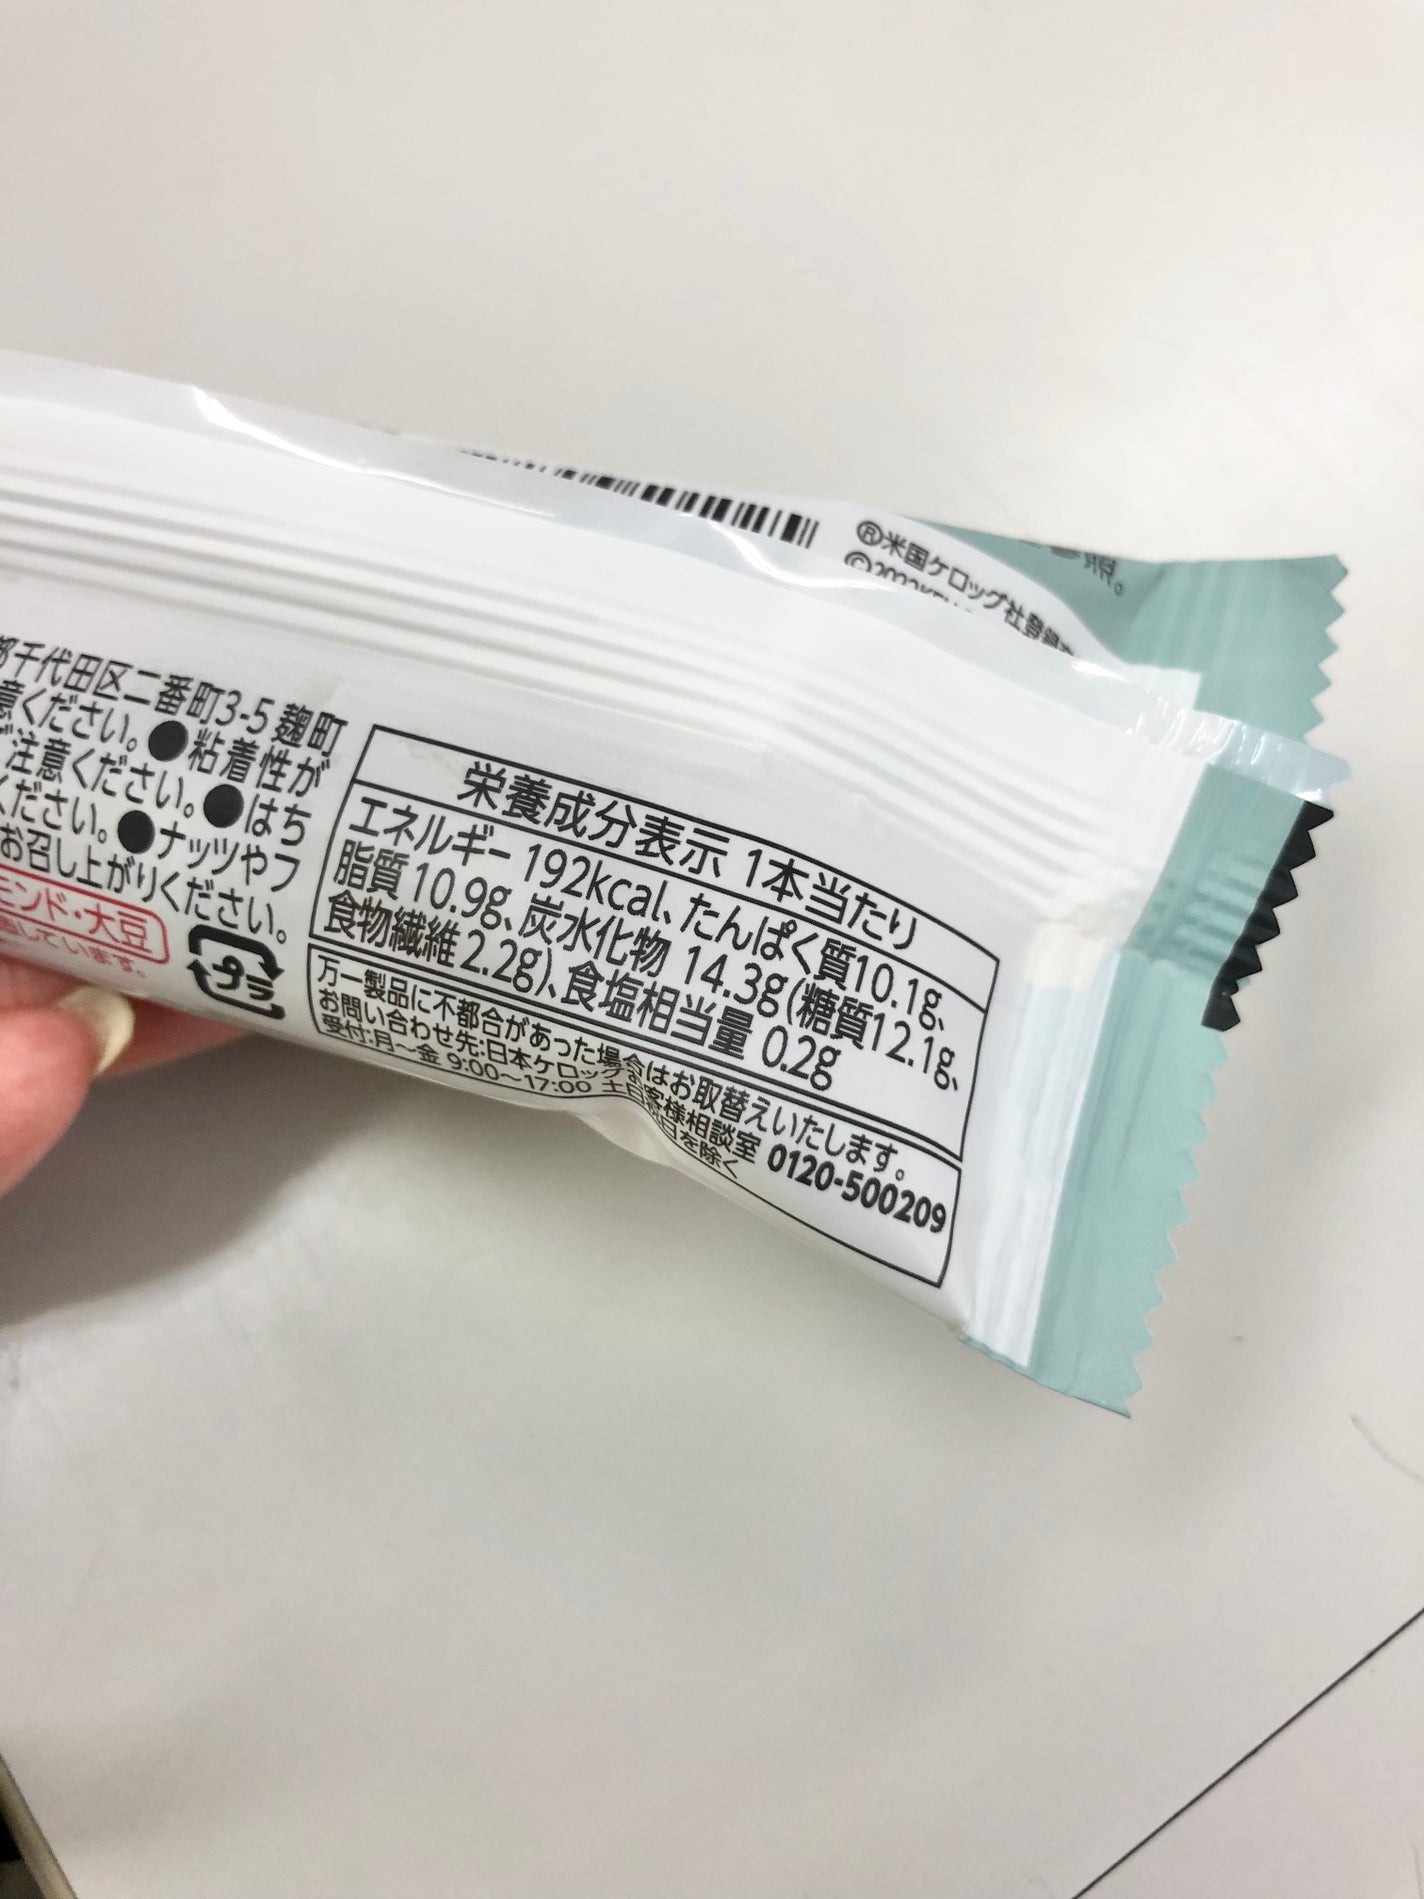 ®米国ケロッグ社登録
千代田区二番町3-5 麹町
意ください。●粘着性が
注意ください。●はち
ください。●ナッツやフ
お召し上がりください。
モンド・大豆
しています。
プラ
栄養成分表示 1本当たり
エネルギー 192kcal、たんぱく質10.1g、
脂質10.9g、炭水化物 14.3g(糖質12.1g、
食物繊維2.2g)、食塩相当量 0.2g
万一製品に不都合があった場合はお取替えいたします。
お問い合わせ先:日本ケロッグお客様相談室 0120-500209
受付:月～金 9:00～17:00 土日祝日を除く